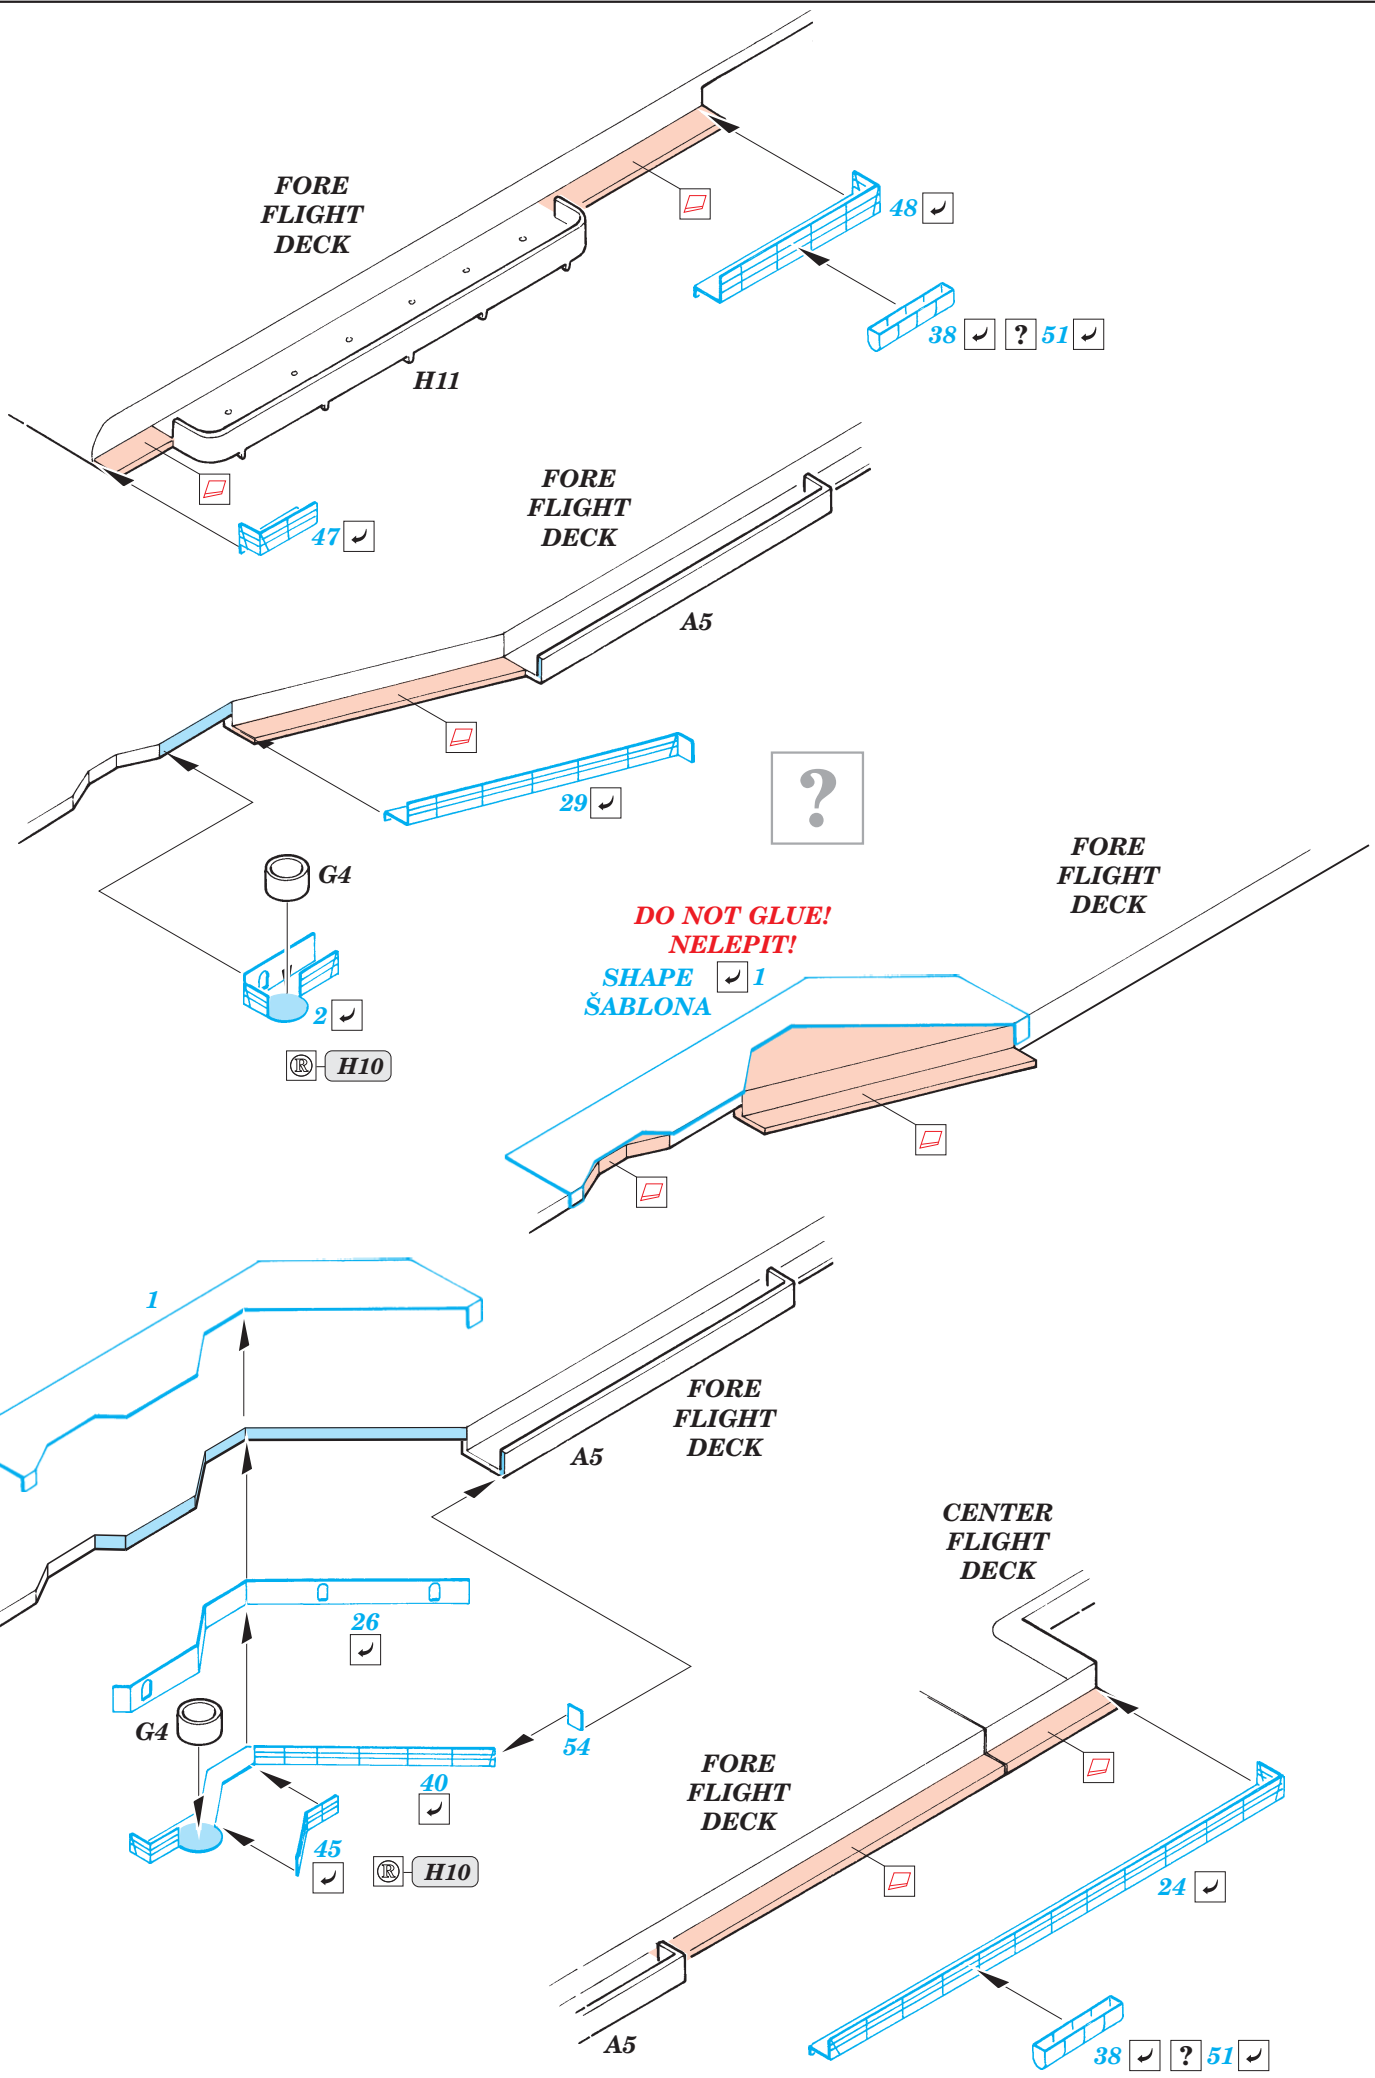 FORE
FLIGHT
DECK
48
38 ? 51
H11
47
FORE
FLIGHT
DECK
A5
29
?
G4
2
® H10
FORE
FLIGHT
DECK
DO NOT GLUE!
NELEPIT!
SHAPE 1
ŠABLONA
1
FORE
FLIGHT
DECK
A5
CENTER
FLIGHT
DECK
26
G4
54
40
45
® H10
FORE
FLIGHT
DECK
24
A5
38 ? 51